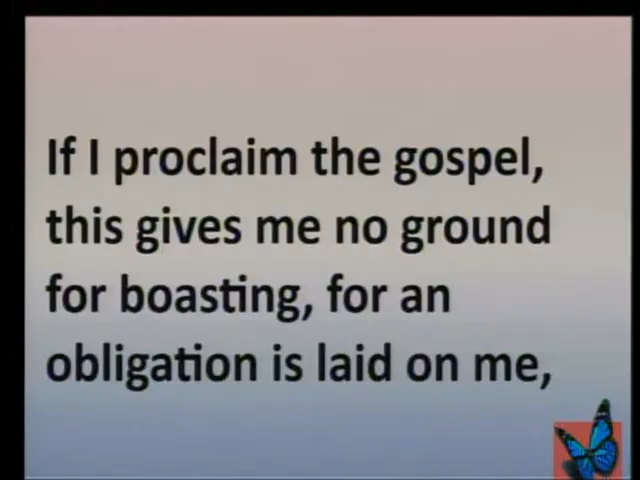 If I proclaim the gospel,
this gives me no ground
for boasting, for an
obligation is laid on me,